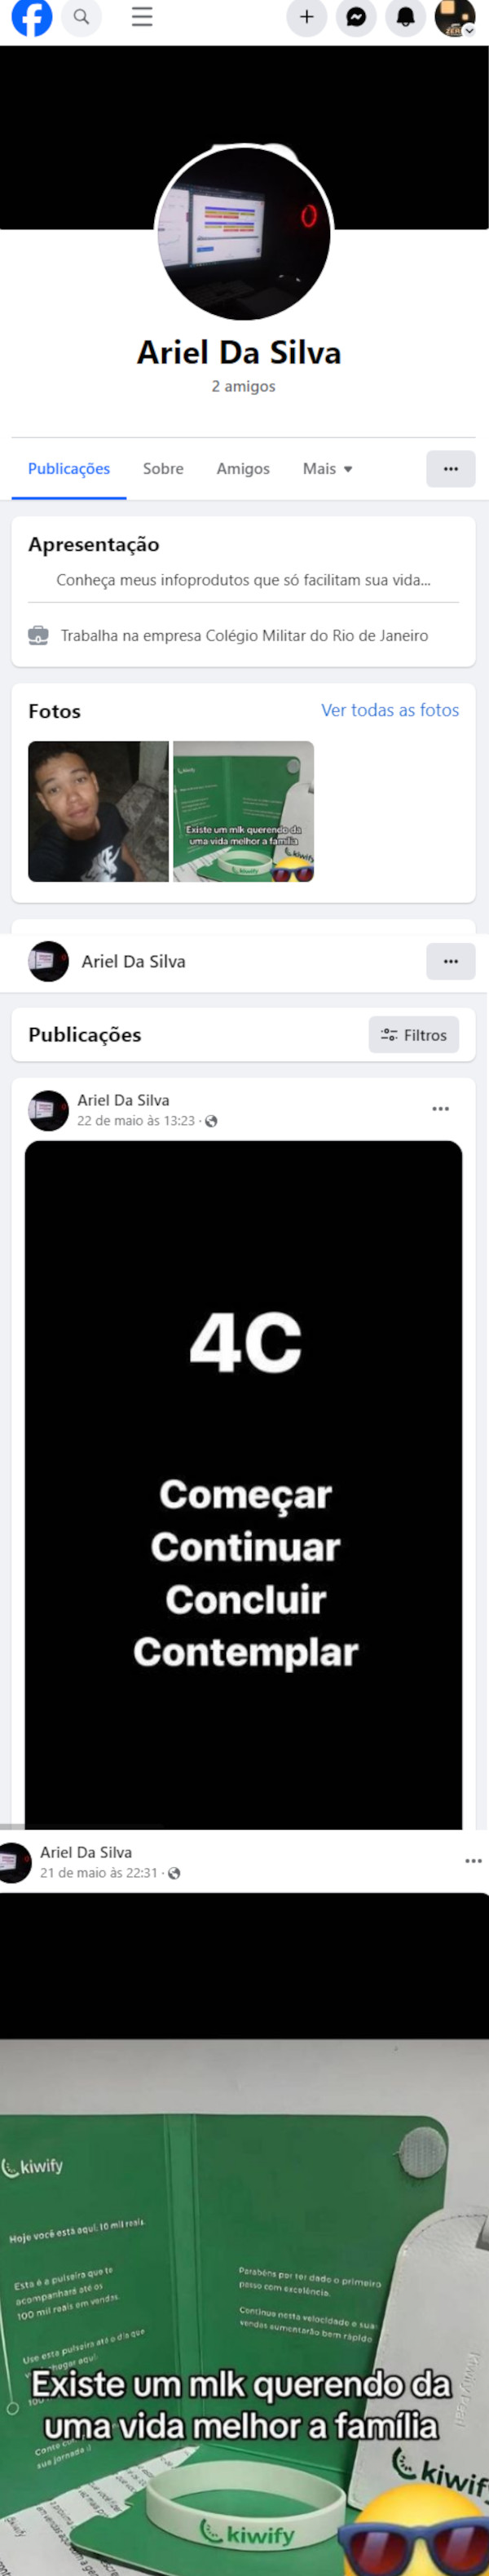 Ariel Da Silva
2 amigos
Publicações Sobre Amigos Mais
Apresentação
Conheça meus infoprodutos que só facilitam sua vida...
Trabalha na empresa Colégio Militar do Rio de Janeiro
Fotos Ver todas as fotos
Existe um mlk querendo da
uma vida melhor a família
kiwify
Ariel Da Silva
Publicações Filtros
Ariel Da Silva
22 de maio às 13:23
4C
Começar
Continuar
Concluir
Contemplar
Ariel Da Silva
21 de maio às 22:31
kiwify
Hoje você está aqui, 10 mil reais.
Esta é a pulseira que te
acompanhará até os
100 mil reais em vendas.
Use esta pulseira até o dia que
chegar aqui:
Parabéns por ter dado o primeiro
passo com excelência.
Continue nesta velocidade e suas
vendas aumentarão bem rápido
Existe um mlk querendo da
uma vida melhor a família
sua jornada
kiwify
kiwify